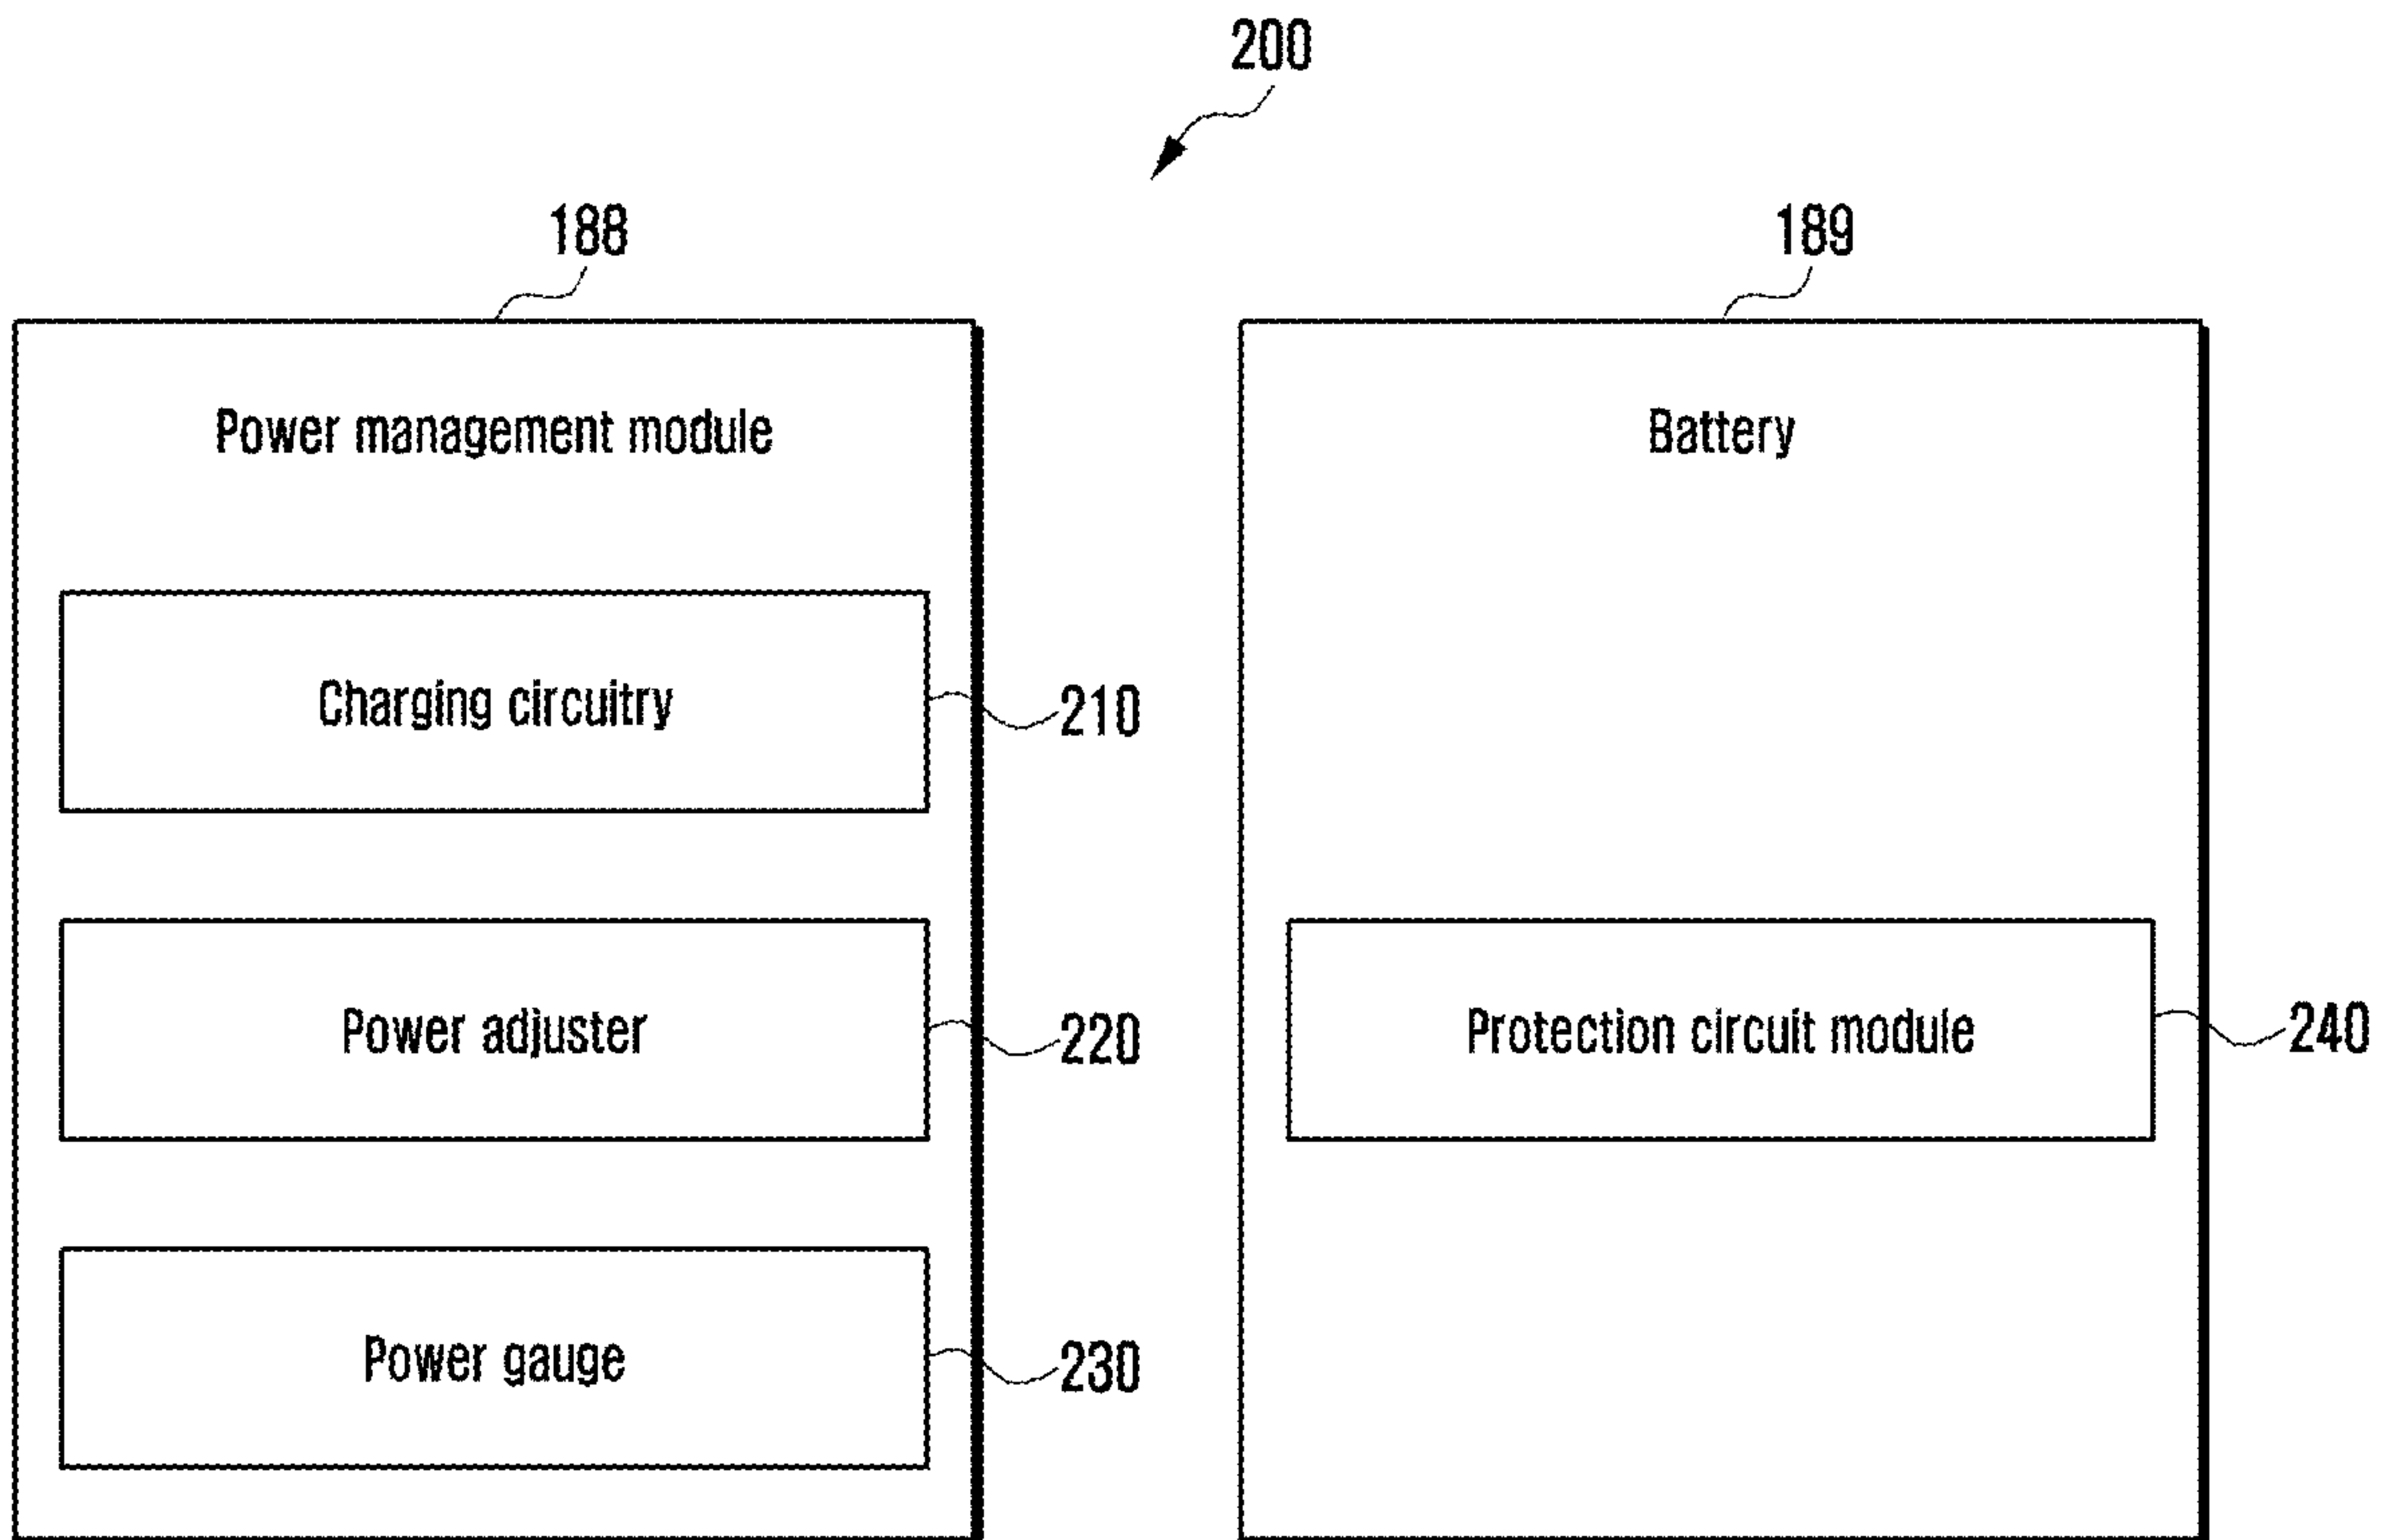 200
188
189
Power management module
Battery
Charging circuitry
210
Power adjuster
220
Protection circuit module
240
Power gauge
230